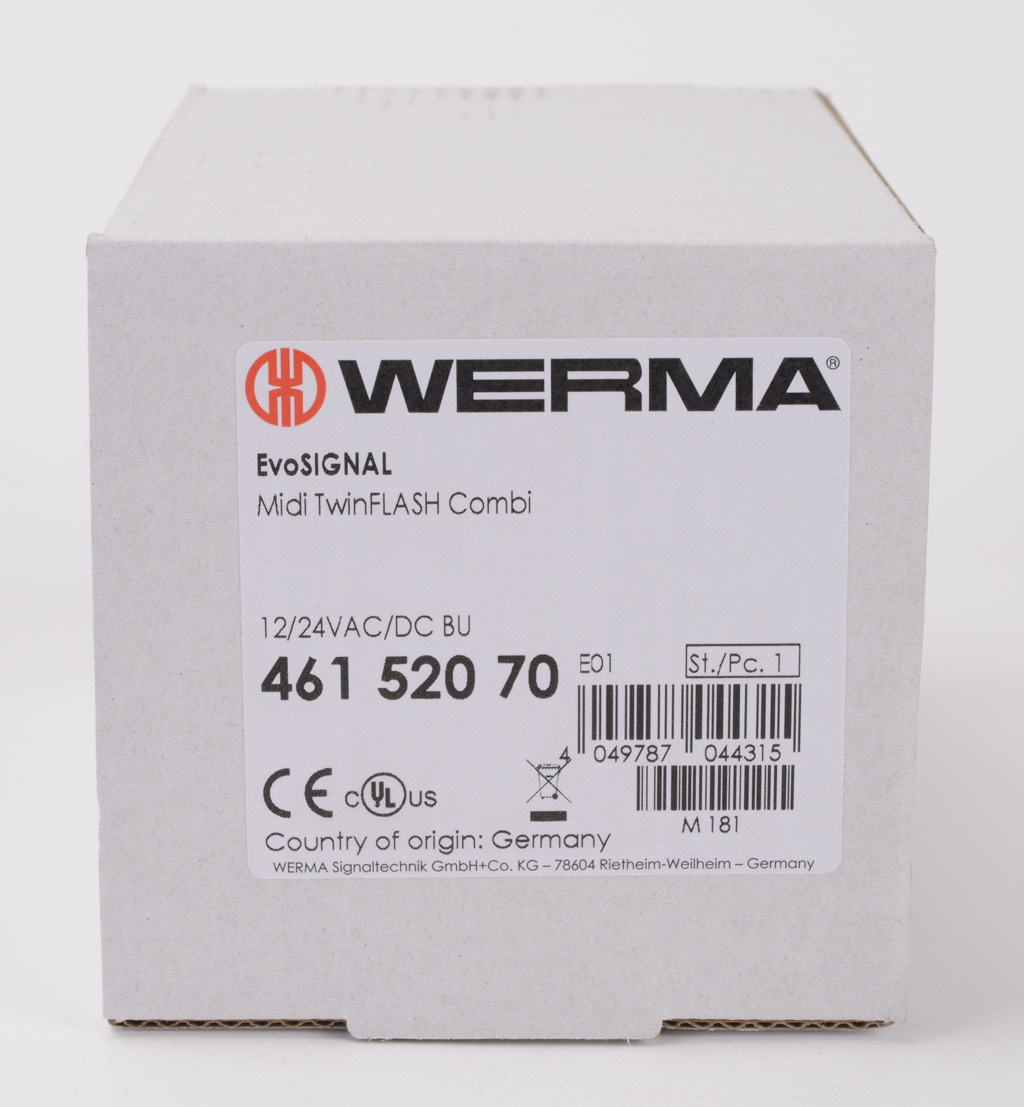 WERMA®
EvoSIGNAL
Midi TwinFLASH Combi
12/24VAC/DC BU
461 520 70
E01
St./Pc. 1
4 049787 044315
CE c UL us
M 181
Country of origin: Germany
WERMA Signaltechnik GmbH+Co. KG – 78604 Rietheim-Weilheim – Germany